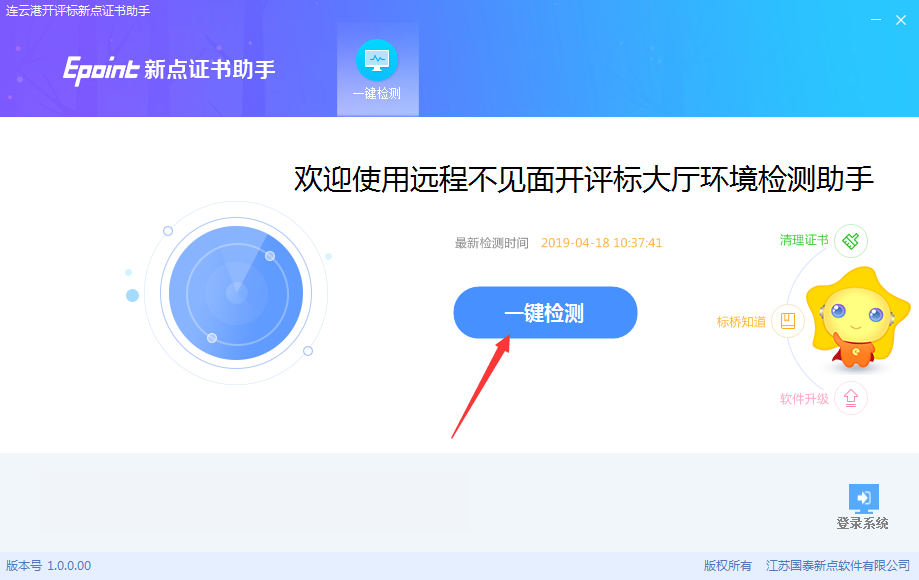 连云港开评标新点证书助手
Epoint 新点证书助手
一键检测
欢迎使用远程不见面开评标大厅环境检测助手
最新检测时间 2019-04-18 10:37:41
清理证书
一键检测
标桥知道
软件升级
登录系统
版本号 1.0.0.00
版权所有 江苏国泰新点软件有限公司